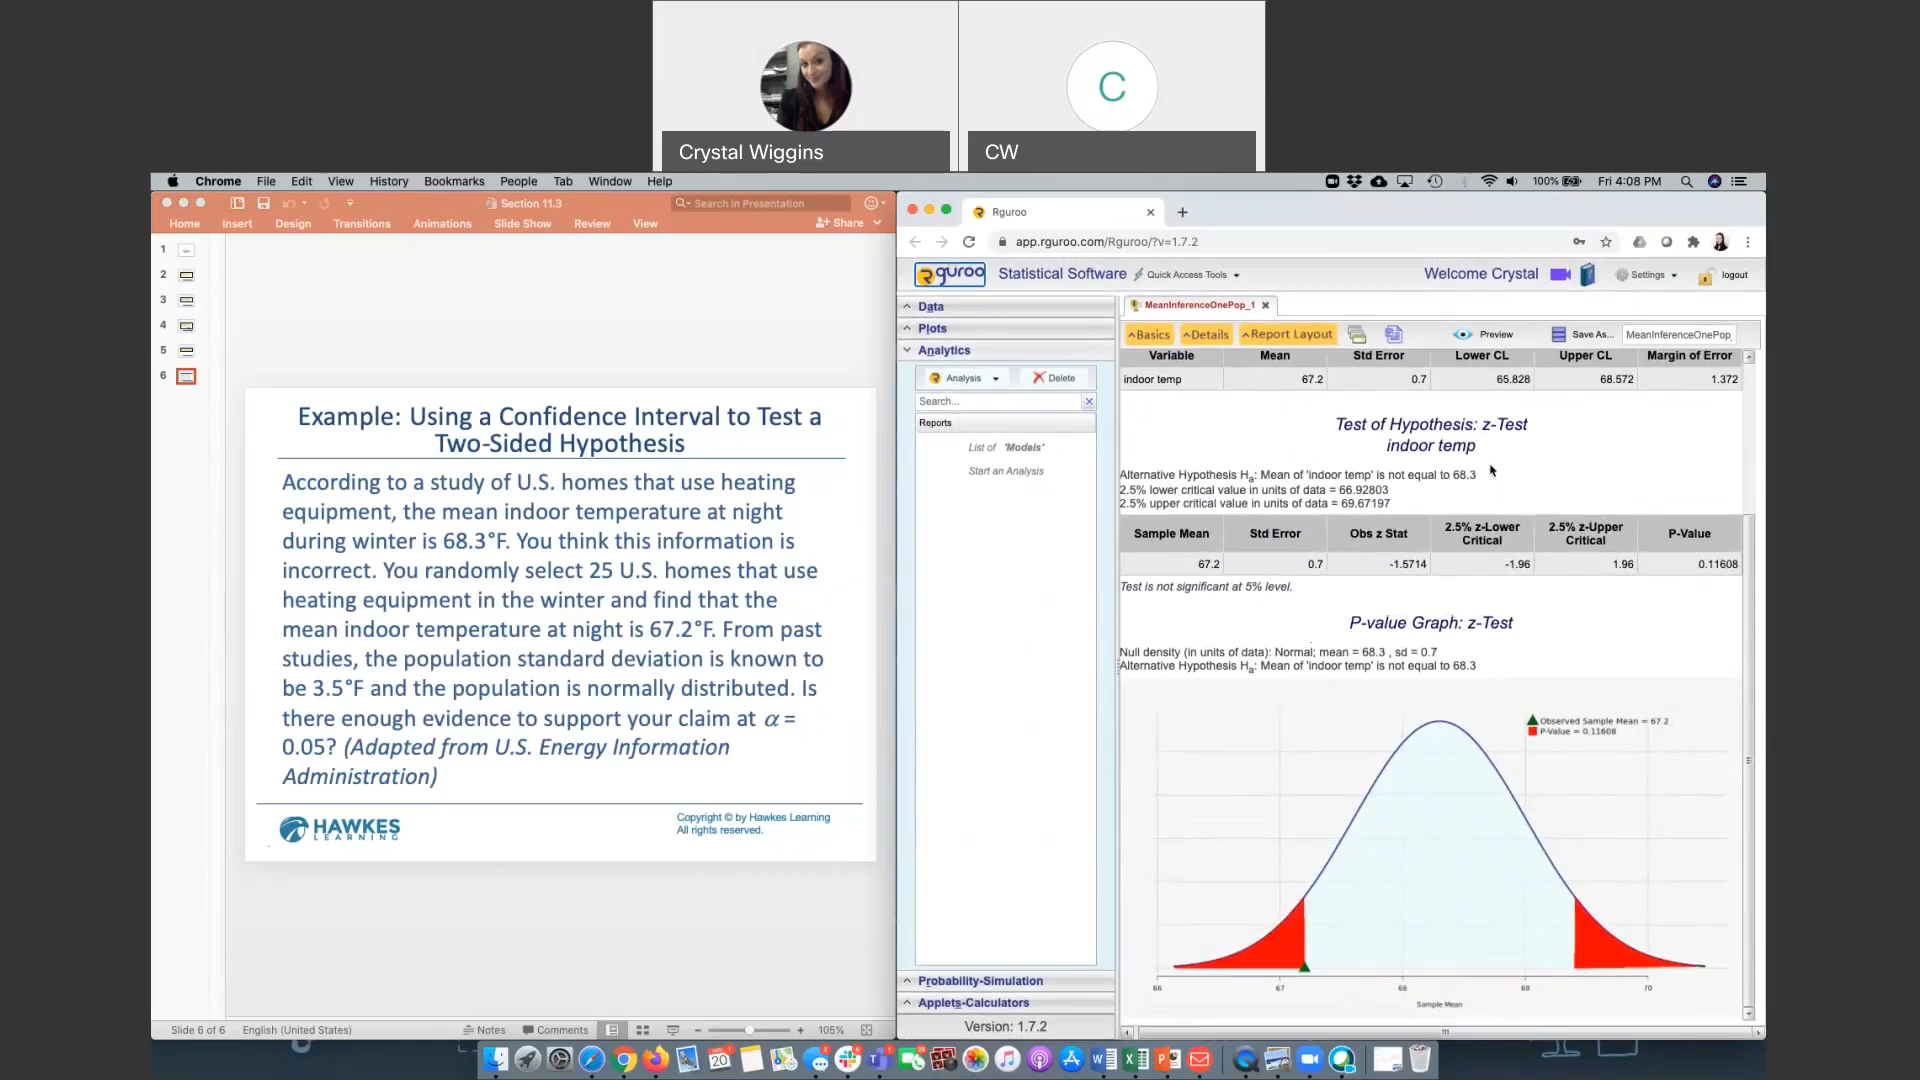 C
Crystal Wiggins
CW
Chrome File Edit View History Bookmarks People Tab Window Help
100% Fri 4:08 PM
Section 11.3
Search in Presentation
Home Insert Design Transitions Animations Slide Show Review View Share
1
2
3
4
5
6
Example: Using a Confidence Interval to Test a
Two-Sided Hypothesis
According to a study of U.S. homes that use heating
equipment, the mean indoor temperature at night
during winter is 68.3°F. You think this information is
incorrect. You randomly select 25 U.S. homes that use
heating equipment in the winter and find that the
mean indoor temperature at night is 67.2°F. From past
studies, the population standard deviation is known to
be 3.5°F and the population is normally distributed. Is
there enough evidence to support your claim at α =
0.05? (Adapted from U.S. Energy Information
Administration)
HAWKES
LEARNING
Copyright © by Hawkes Learning
All rights reserved.
Slide 6 of 6 English (United States) Notes Comments 105%
Rguroo
app.rguroo.com/Rguroo/?v=1.7.2
Rguroo Statistical Software Quick Access Tools Welcome Crystal Settings logout
Data
Plots
Analytics
Analysis Delete
Search...
Reports
List of 'Models'
Start an Analysis
Probability-Simulation
Applets-Calculators
Version: 1.7.2
MeanInferenceOnePop_1
Basics Details Report Layout Preview Save As... MeanInferenceOnePop_
Variable Mean Std Error Lower CL Upper CL Margin of Error
indoor temp 67.2 0.7 65.828 68.572 1.372
Test of Hypothesis: z-Test
indoor temp
Alternative Hypothesis Ha: Mean of 'indoor temp' is not equal to 68.3
2.5% lower critical value in units of data = 66.92803
2.5% upper critical value in units of data = 69.67197
Sample Mean Std Error Obs z Stat 2.5% z-Lower Critical 2.5% z-Upper Critical P-Value
67.2 0.7 -1.5714 -1.96 1.96 0.11608
Test is not significant at 5% level.
P-value Graph: z-Test
Null density (in units of data): Normal; mean = 68.3 , sd = 0.7
Alternative Hypothesis Ha: Mean of 'indoor temp' is not equal to 68.3
Observed Sample Mean = 67.2
P-Value = 0.11608
66 67 68 69 70
Sample Mean